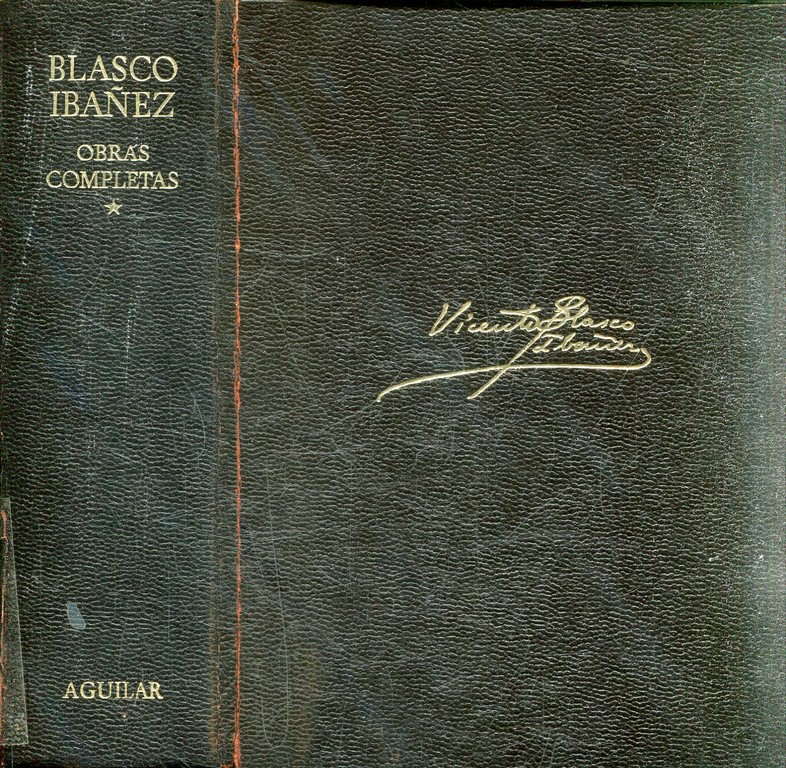 BLASCO
IBAÑEZ
OBRAS
COMPLETAS
AGUILAR
Vicente Blasco
Ibañez